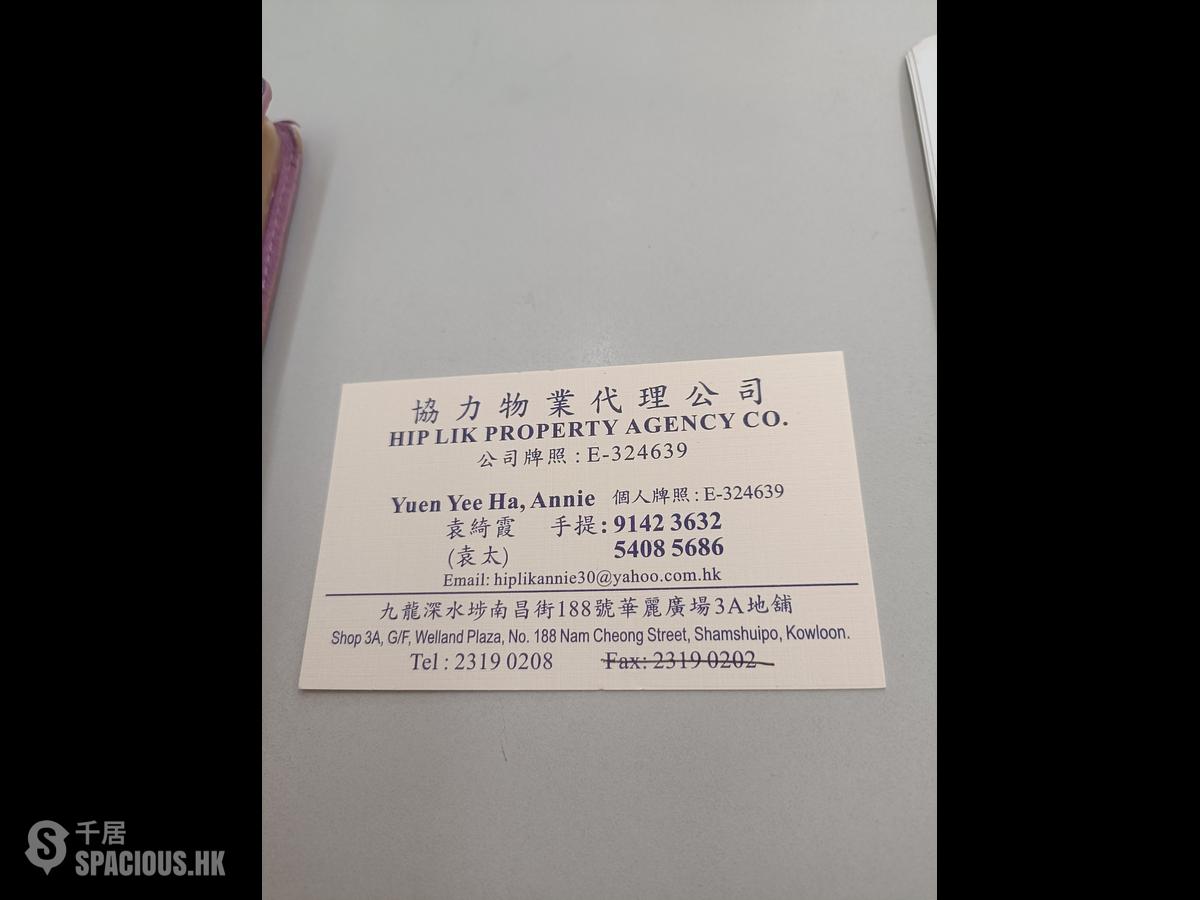 協力物業代理公司
HIP LIK PROPERTY AGENCY CO.
公司牌照 : E-324639
Yuen Yee Ha, Annie 個人牌照 : E-324639
袁綺霞 手提 : 9142 3632
(袁太) 5408 5686
Email: hiplikannie30@yahoo.com.hk
九龍深水埗南昌街188號華麗廣場3A地舖
Shop 3A, G/F, Welland Plaza, No. 188 Nam Cheong Street, Shamshuipo, Kowloon.
Tel : 2319 0208 Fax: 2319 0202
千居
SPACIOUS.HK